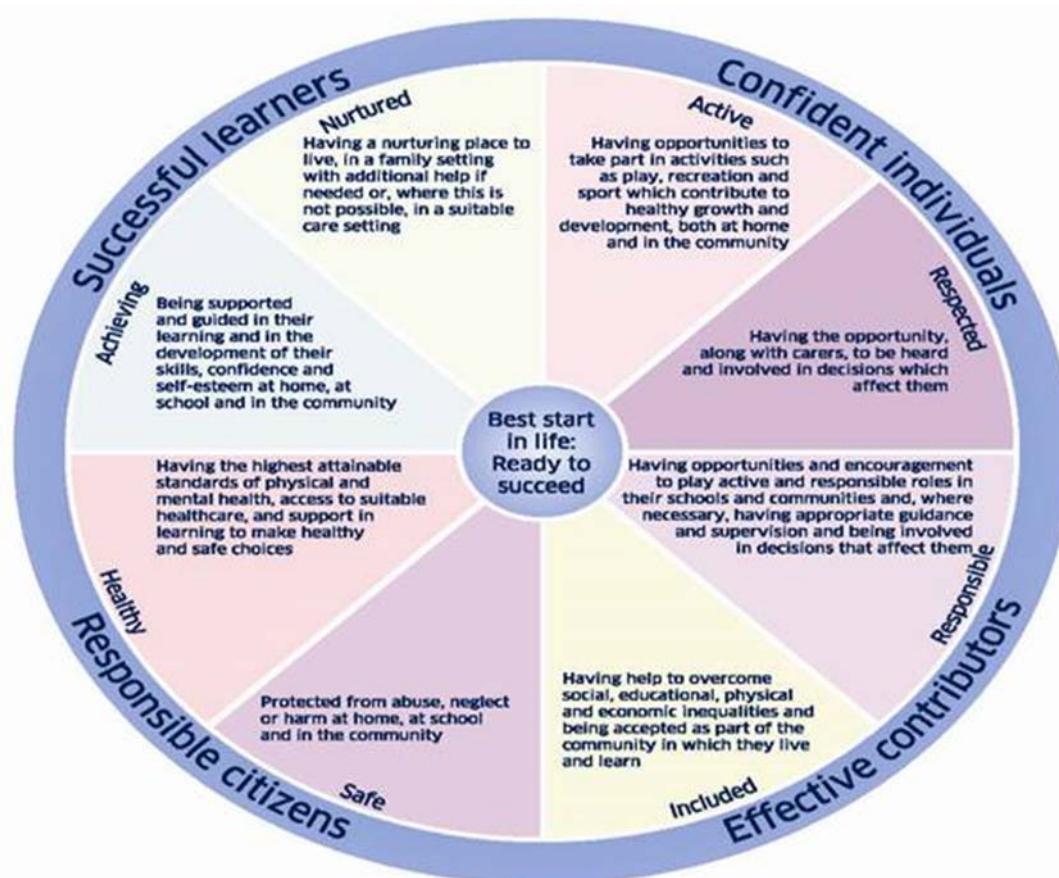 Successful learners
Confident individuals
Nurtured
Having a nurturing place to
live, in a family setting
with additional help if
needed or, where this is
not possible, in a suitable
care setting
Active
Having opportunities to
take part in activities such
as play, recreation and
sport which contribute to
healthy growth and
development, both at home
and in the community
Respected
Having the opportunity,
along with carers, to be heard
and involved in decisions which
affect them
Achieving
Being supported
and guided in their
learning and in the
development of their
skills, confidence and
self-esteem at home, at
school and in the community
Best start
in life:
Ready to
succeed
Having the highest attainable
standards of physical and
mental health, access to suitable
healthcare, and support in
learning to make healthy
and safe choices
Healthy
Having opportunities and encouragement
to play active and responsible roles in
their schools and communities and, where
necessary, having appropriate guidance
and supervision and being involved
in decisions that affect them
Responsible
Protected from abuse, neglect
or harm at home, at school
and in the community
Safe
Having help to overcome
social, educational, physical
and economic inequalities and
being accepted as part of the
community in which they live
and learn
Included
Responsible citizens
Effective contributors